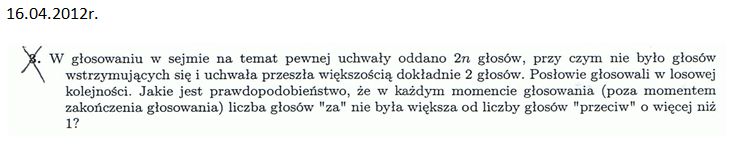 16.04.2012r.
8. W głosowaniu w sejmie na temat pewnej uchwały oddano 2n głosów, przy czym nie było głosów
wstrzymujących się i uchwała przeszła większością dokładnie 2 głosów. Posłowie głosowali w losowej
kolejności. Jakie jest prawdopodobieństwo, że w każdym momencie głosowania (poza momentem
zakończenia głosowania) liczba głosów "za" nie była większa od liczby głosów "przeciw" o więcej niż
1?